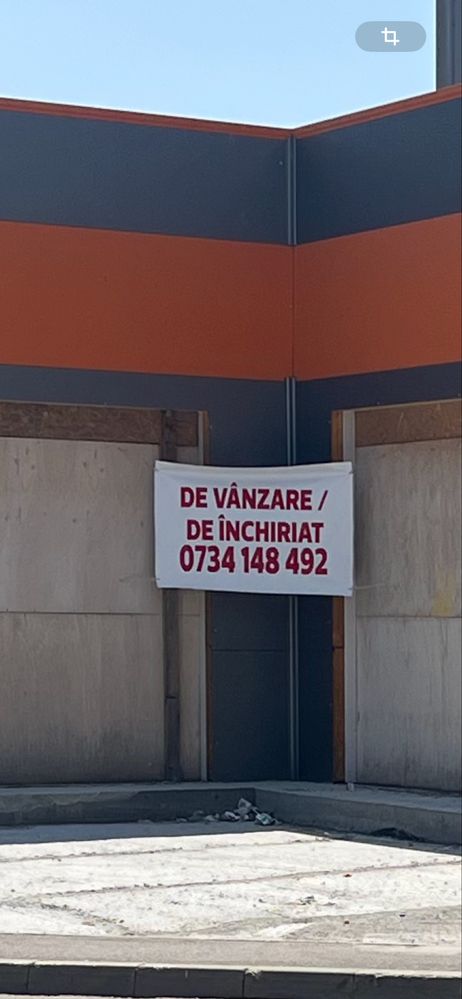 DE VÂNZARE /
DE ÎNCHIRIAT
0734 148 492